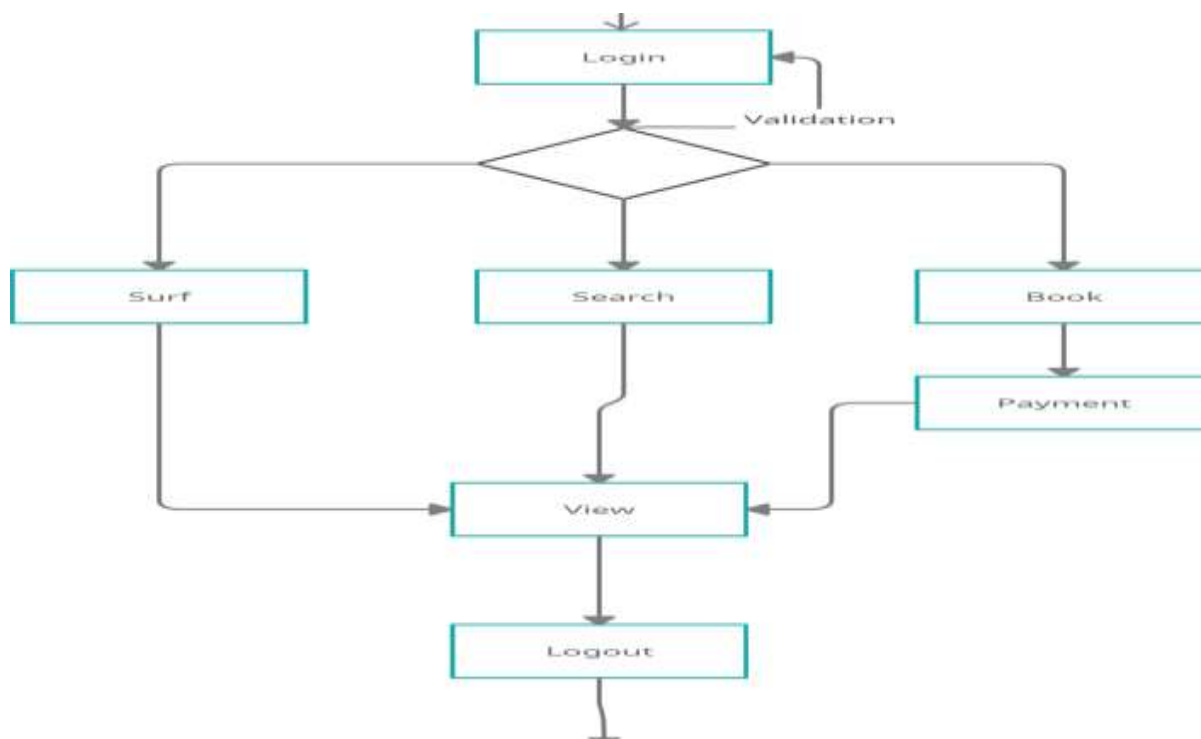 Login
Validation
Surf
Search
Book
Payment
View
Logout